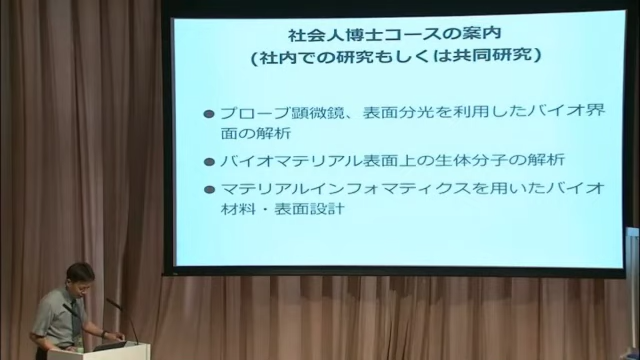 社会人博士コースの案内
(社内での研究もしくは共同研究)
● プローブ顕微鏡、表面分光を利用したバイオ界
面の解析
● バイオマテリアル表面上の生体分子の解析
● マテリアルインフォマティクスを用いたバイオ
材料・表面設計